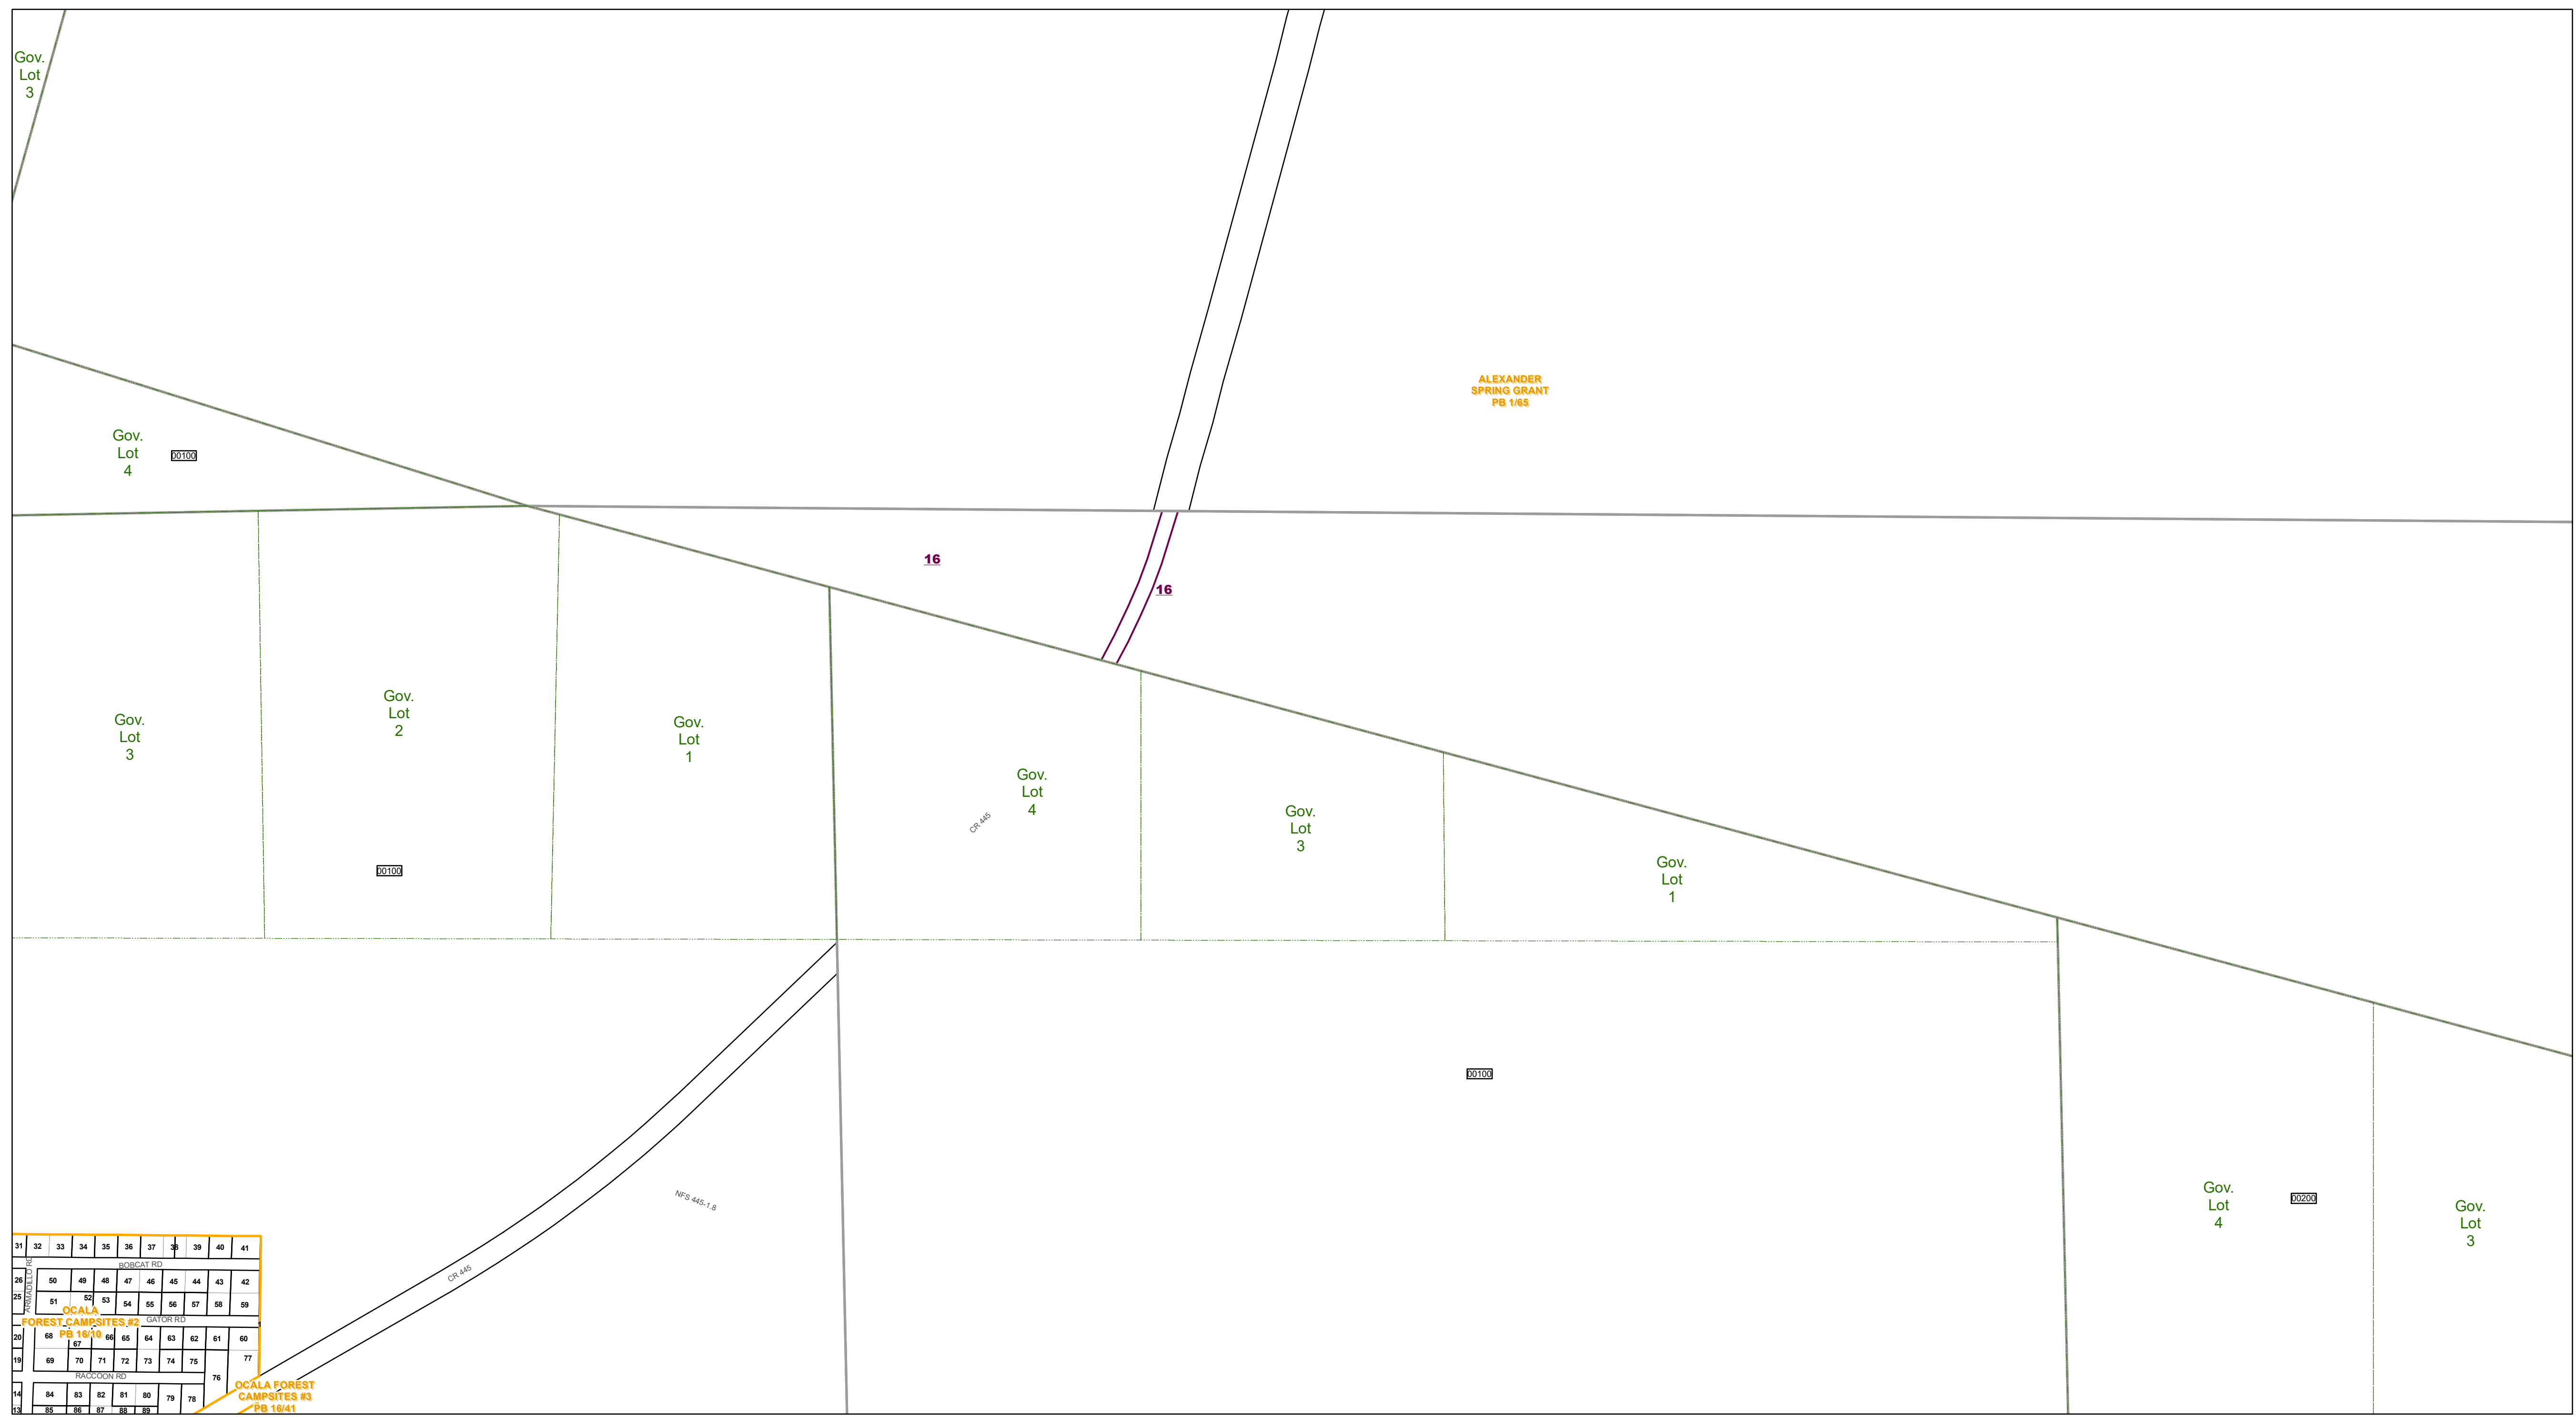 Gov.
Lot
3
ALEXANDER
SPRING GRANT
PB 1/65
Gov.
Lot
4
00100
16
16
Gov.
Lot
3
Gov.
Lot
2
Gov.
Lot
1
Gov.
Lot
4
CR 445
Gov.
Lot
3
Gov.
Lot
1
00100
00100
NFS 445-1.8
Gov.
Lot
4
00200
Gov.
Lot
3
CR 445
31 32 33 34 35 36 37 38 39 40 41
BOBCAT RD
ARMADILLO RD
26 50 49 48 47 46 45 44 43 42
25 51 52 53 54 55 56 57 58 59
OCALA
FOREST CAMPSITES #2
PB 16/10
GATOR RD
20 68 67 66 65 64 63 62 61 60
19 69 70 71 72 73 74 75 76 77
RACCOON RD
14 84 83 82 81 80 79 78
13 85 86 87 88 89
OCALA FOREST
CAMPSITES #3
PB 16/41